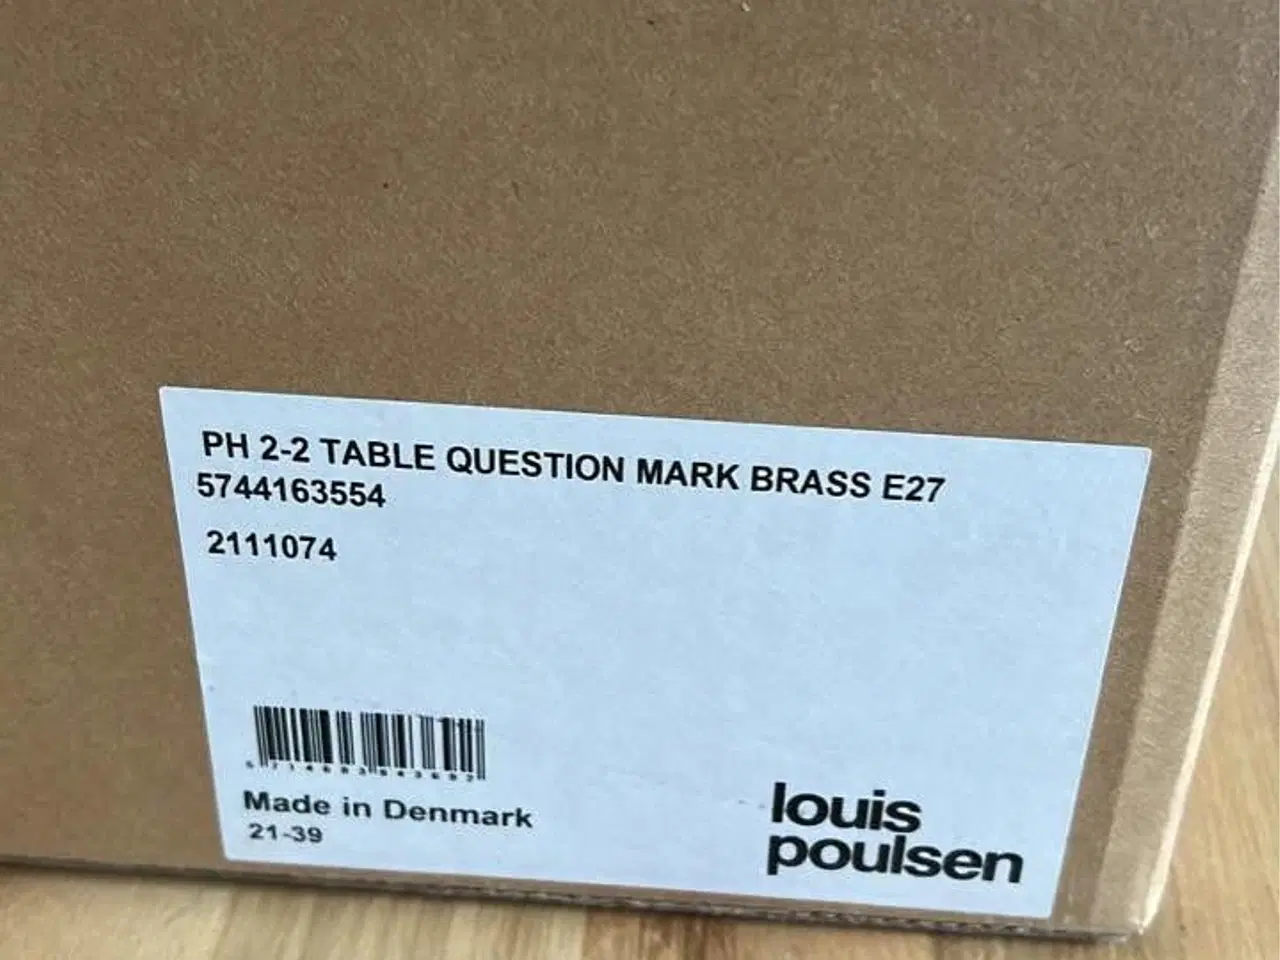 PH 2-2 TABLE QUESTION MARK BRASS E27
5744163554
2111074
Made in Denmark
21-39
louis
poulsen